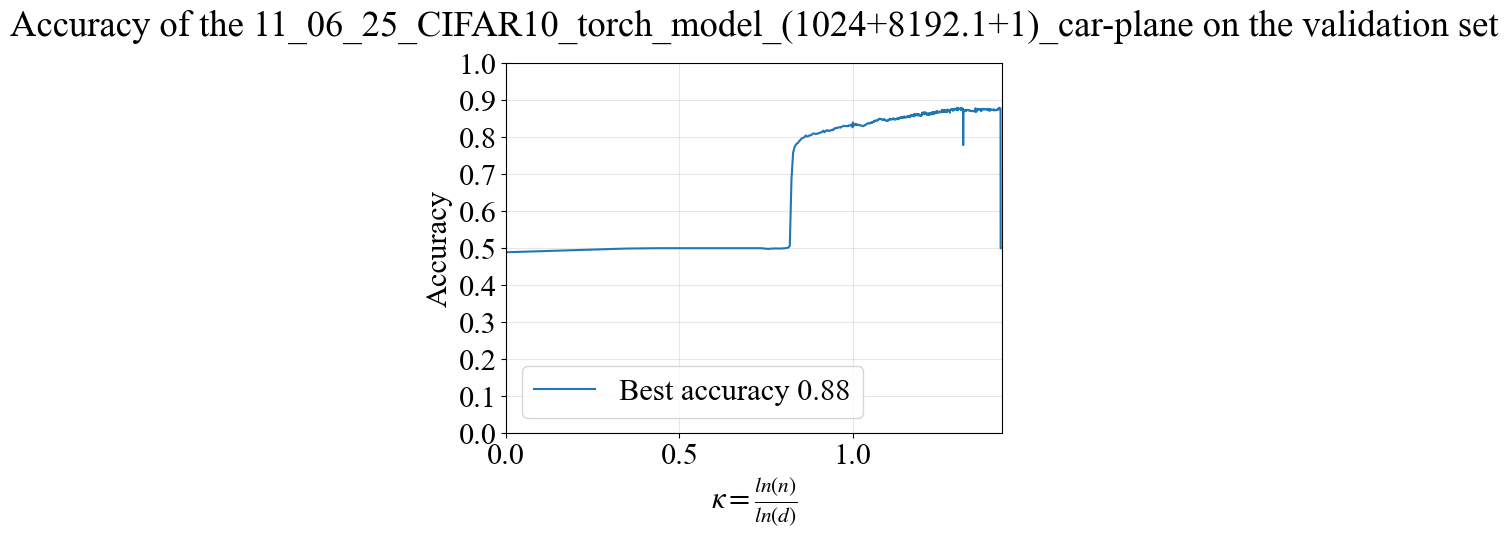 Accuracy of the 11_06_25_CIFAR10_torch_model_(1024+8192.1+1)_car-plane on the validation set
1.0
0.9
0.8
0.7
0.6
0.5
0.4
0.3
0.2
0.1
0.0
Accuracy
Best accuracy 0.88
0.0 0.5 1.0
κ = ln(n)/ln(d)